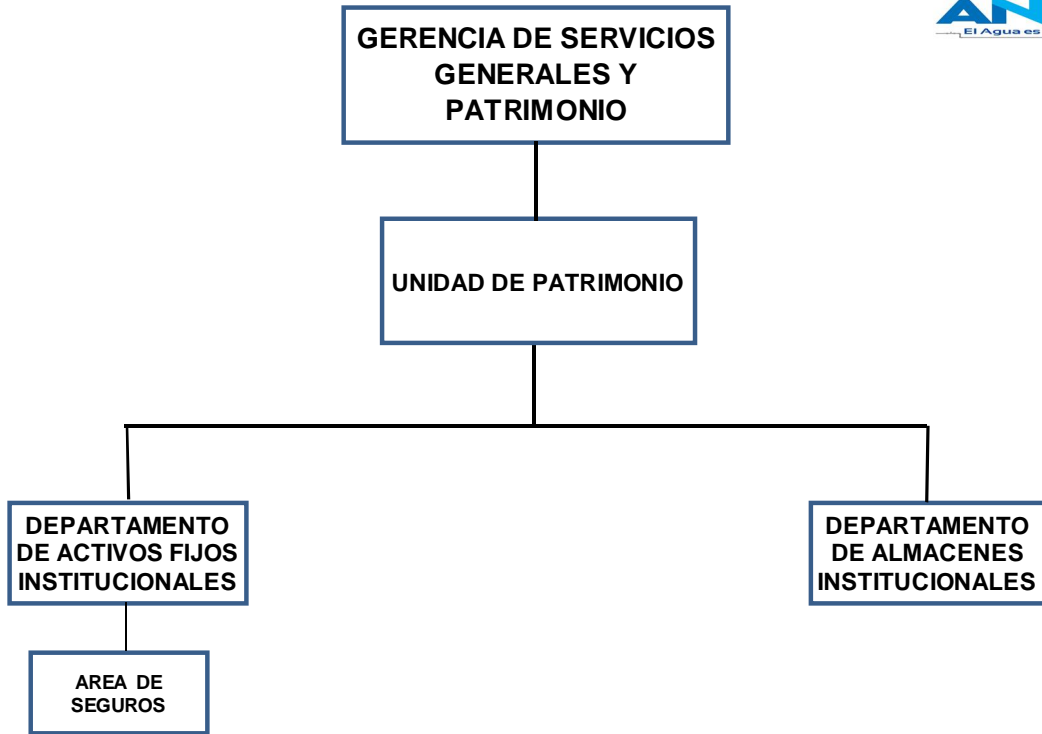 El Agua es
GERENCIA DE SERVICIOS
GENERALES Y
PATRIMONIO
UNIDAD DE PATRIMONIO
DEPARTAMENTO
DE ACTIVOS FIJOS
INSTITUCIONALES
DEPARTAMENTO
DE ALMACENES
INSTITUCIONALES
AREA DE
SEGUROS